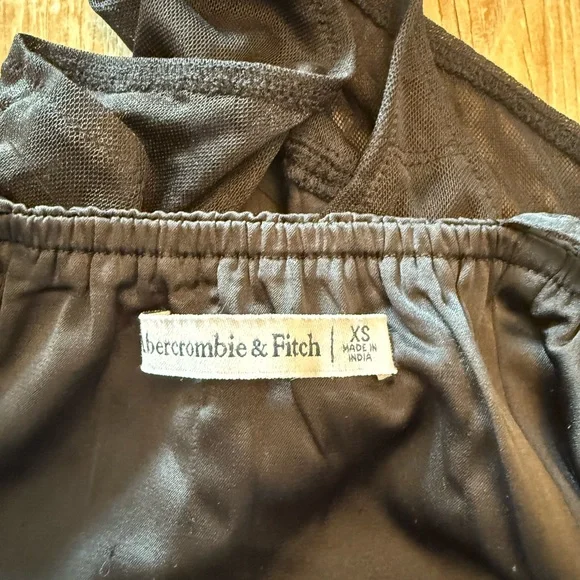 Abercrombie & Fitch
XS
MADE IN
INDIA